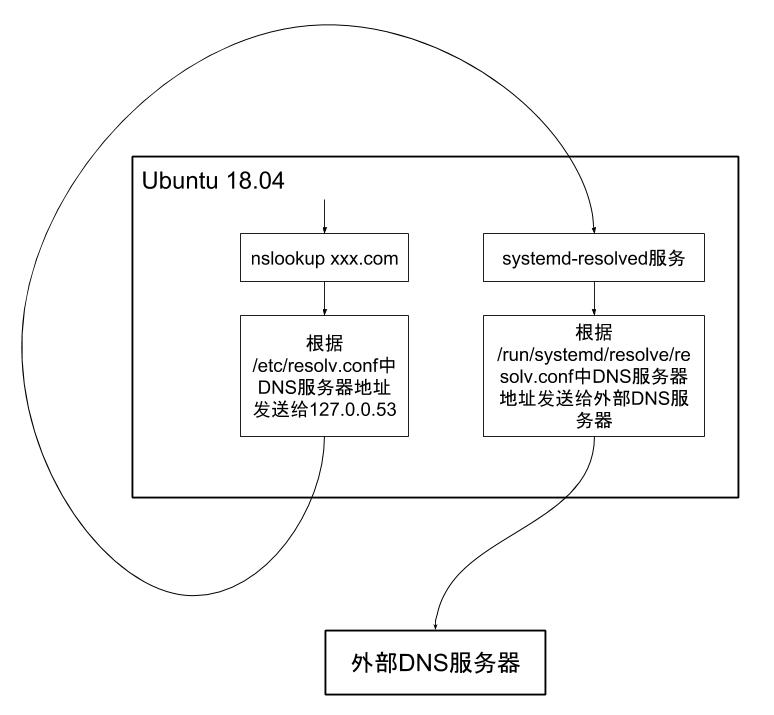 Ubuntu 18.04
nslookup xxx.com
根据
/etc/resolv.conf中
DNS服务器地址
发送给127.0.0.53
systemd-resolved服务
根据
/run/systemd/resolve/re
solv.conf中DNS服务器
地址发送给外部DNS服
务器
外部DNS服务器